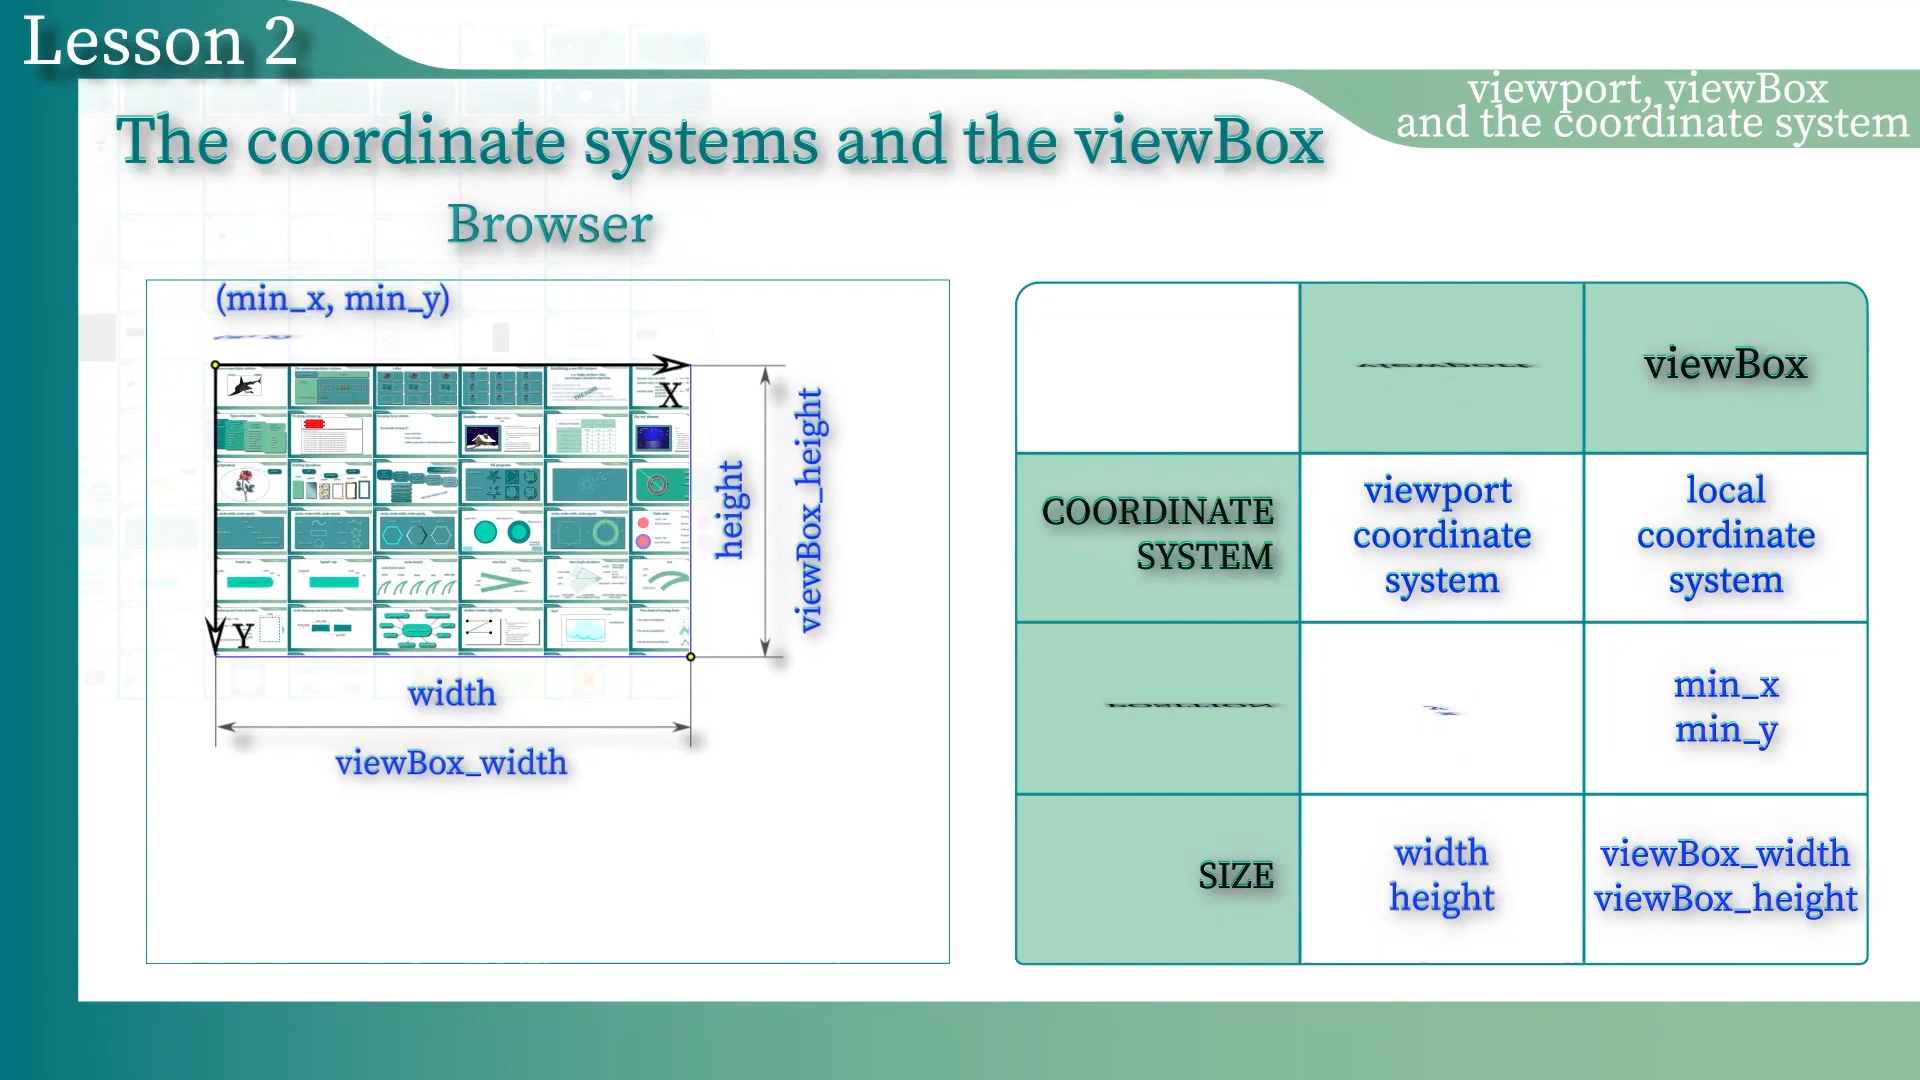 Lesson 2
viewport, viewBox
and the coordinate system
The coordinate systems and the viewBox
Browser
(min_x, min_y)
X
Y
height
viewBox_height
width
viewBox_width
viewBox
COORDINATE
SYSTEM
viewport
coordinate
system
local
coordinate
system
min_x
min_y
SIZE
width
height
viewBox_width
viewBox_height